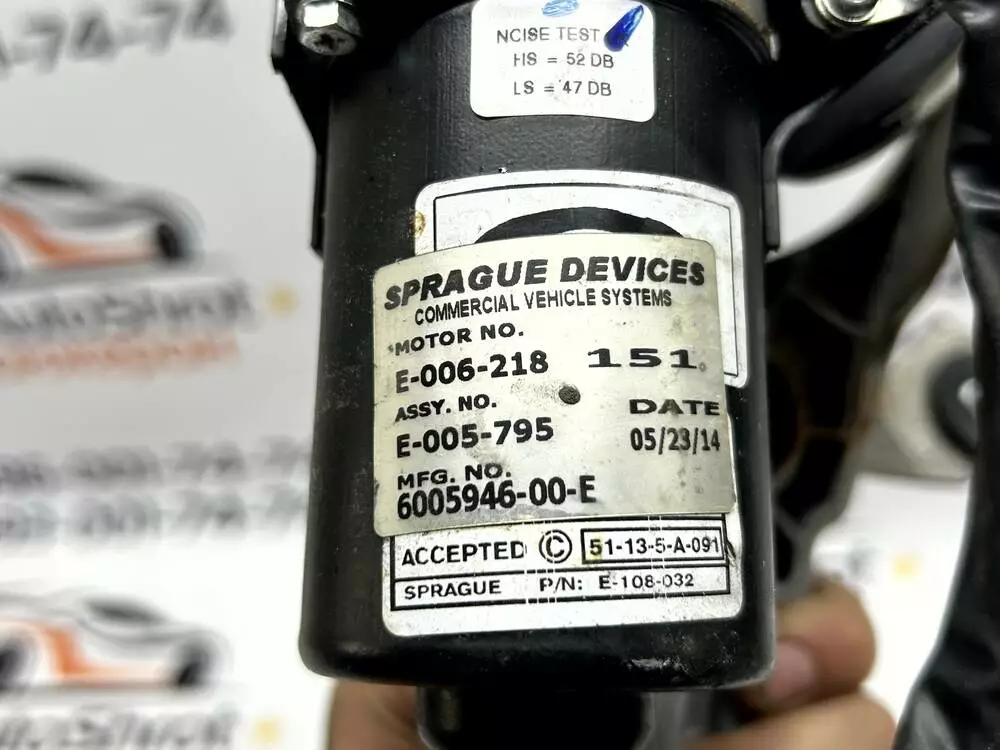 NOISE TEST
HS = 52 DB
LS = 47 DB
SPRAGUE DEVICES
COMMERCIAL VEHICLE SYSTEMS
MOTOR NO.
E-006-218 151
ASSY. NO. DATE
E-005-795 05/23/14
MFG. NO.
6005946-00-E
ACCEPTED © 51-13-5-A-091
SPRAGUE P/N: E-108-032